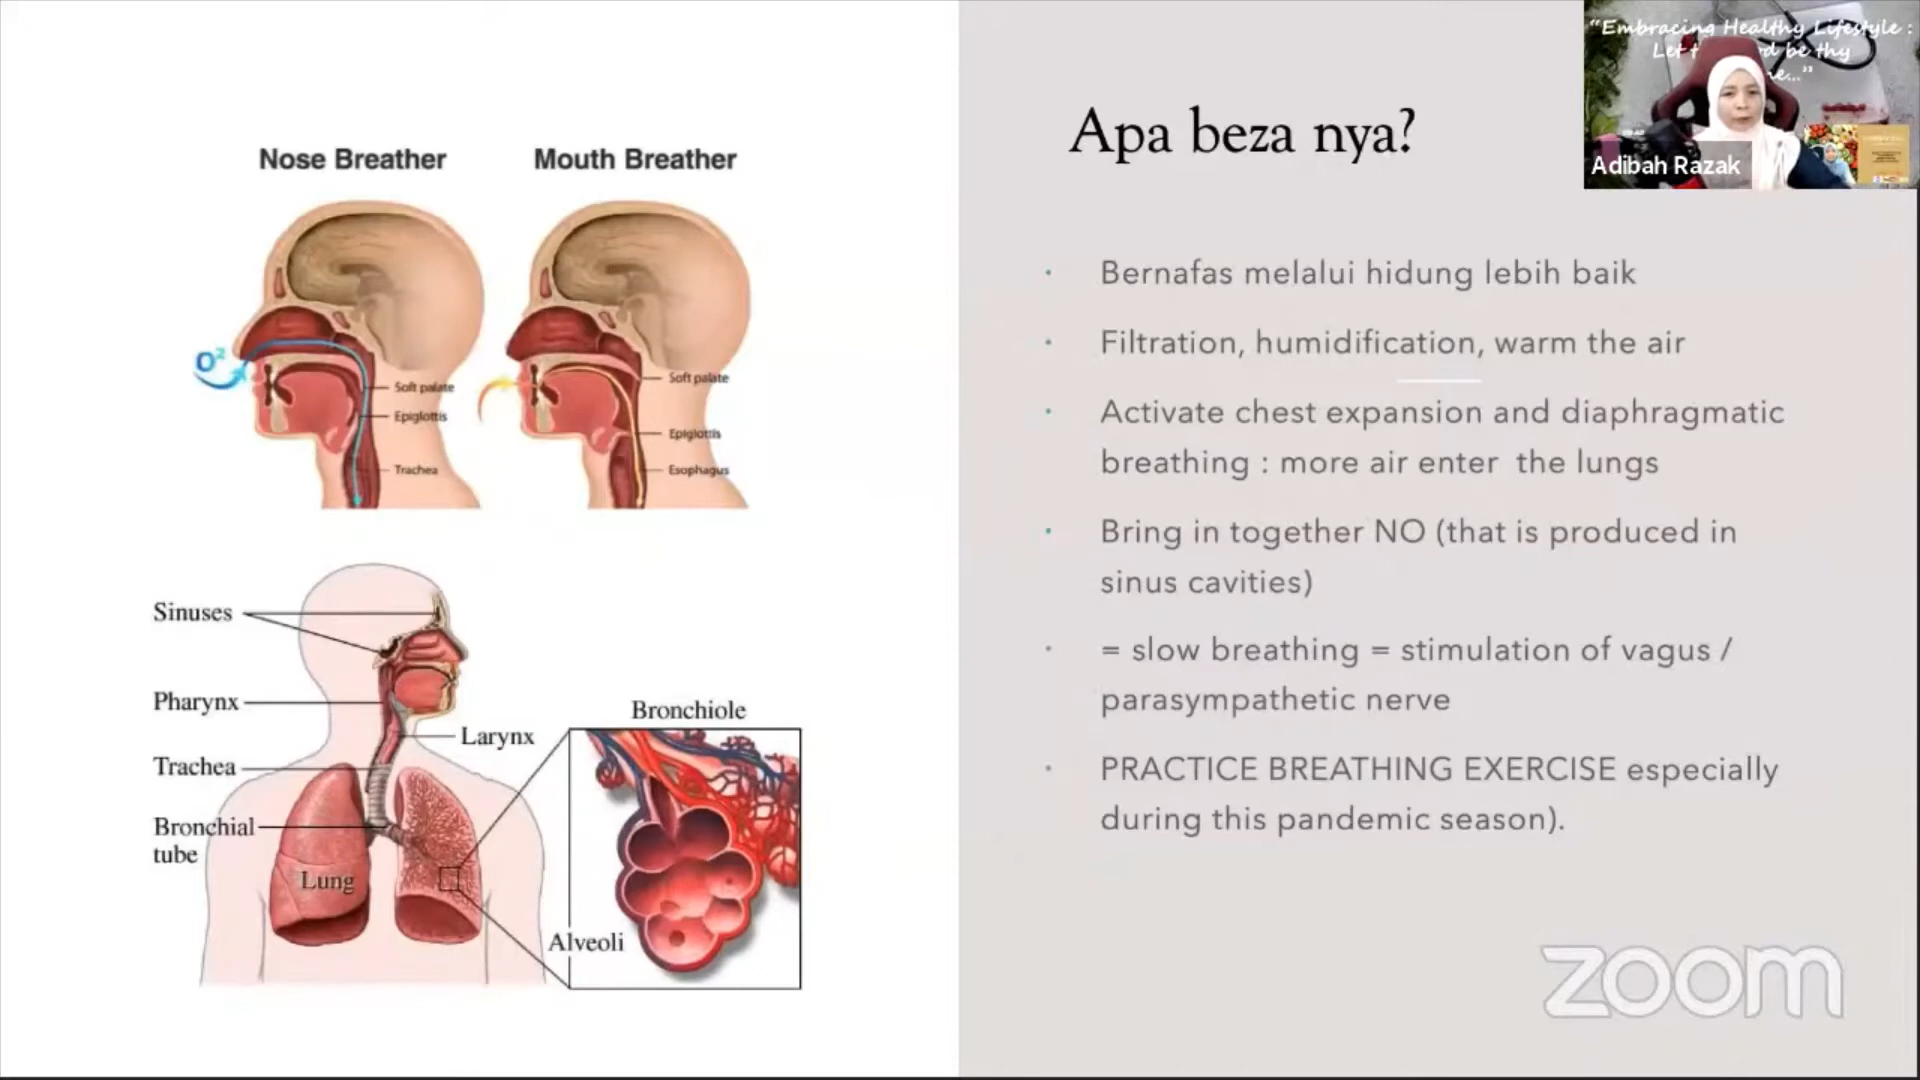 Nose Breather
Mouth Breather
O²
Soft palate
Epiglottis
Trachea
Soft palate
Epiglottis
Esophagus
Sinuses
Pharynx
Larynx
Trachea
Bronchial
tube
Lung
Bronchiole
Alveoli
Apa beza nya?
· Bernafas melalui hidung lebih baik
· Filtration, humidification, warm the air
· Activate chest expansion and diaphragmatic
breathing : more air enter the lungs
· Bring in together NO (that is produced in
sinus cavities)
· = slow breathing = stimulation of vagus /
parasympathetic nerve
· PRACTICE BREATHING EXERCISE especially
during this pandemic season).
"Embracing Healthy Lifestyle :
Let be thy
Adibah Razak
zoom